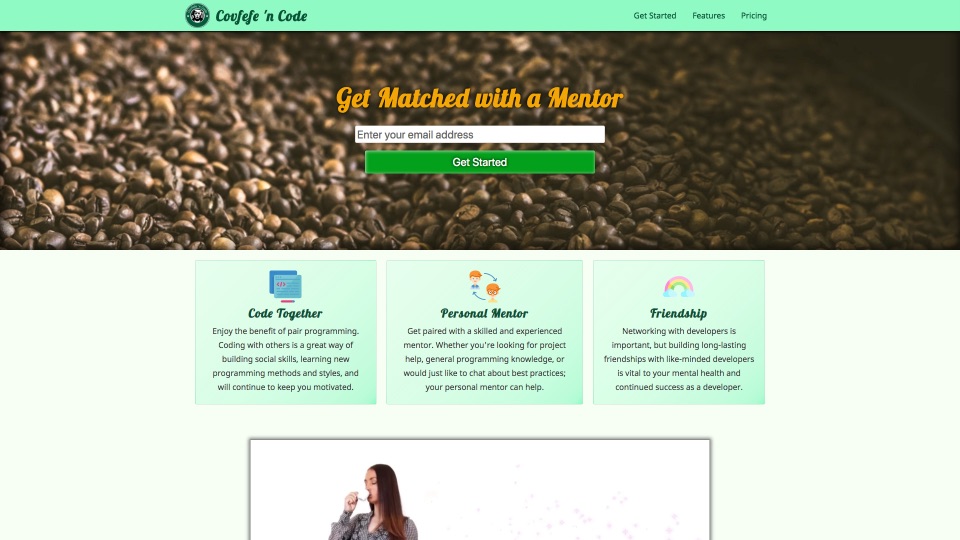 Covfefe 'n Code
Get Started
Features
Pricing
Get Matched with a Mentor
Enter your email address
Get Started
Code Together
Enjoy the benefit of pair programming.
Coding with others is a great way of
building social skills, learning new
programming methods and styles, and
will continue to keep you motivated.
Personal Mentor
Get paired with a skilled and experienced
mentor. Whether you're looking for project
help, general programming knowledge, or
would just like to chat about best practices;
your personal mentor can help.
Friendship
Networking with developers is
important, but building long-lasting
friendships with like-minded developers
is vital to your mental health and
continued success as a developer.